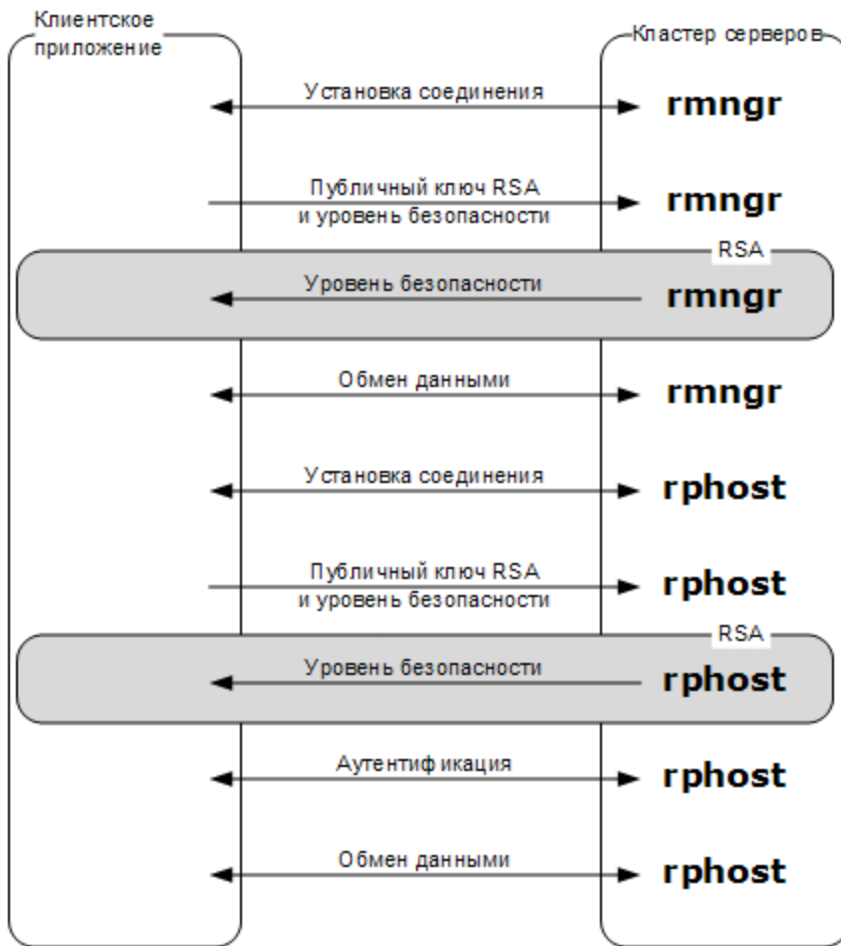 Клиентское
приложение
Кластер серверов
Установка соединения
rmngr
Публичный ключ RSA
и уровень безопасности
rmngr
RSA
Уровень безопасности
rmngr
Обмен данными
rmngr
Установка соединения
rphost
Публичный ключ RSA
и уровень безопасности
rphost
RSA
Уровень безопасности
rphost
Аутентификация
rphost
Обмен данными
rphost